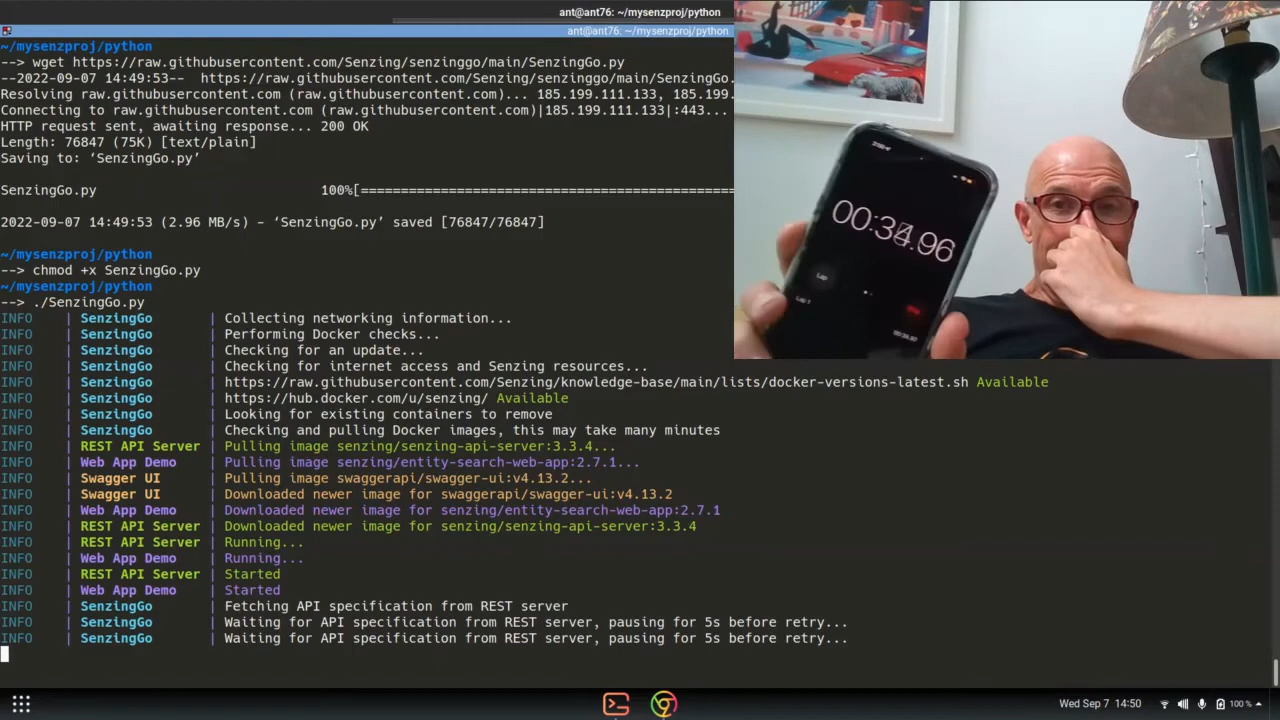 ant@ant76: ~/mysenzproj/python
ant@ant76: ~/mysenzproj/python
~/mysenzproj/python
--> wget https://raw.githubusercontent.com/Senzing/senzinggo/main/SenzingGo.py
--2022-09-07 14:49:53-- https://raw.githubusercontent.com/Senzing/senzinggo/main/SenzingGo.
Resolving raw.githubusercontent.com (raw.githubusercontent.com)... 185.199.111.133, 185.199.
Connecting to raw.githubusercontent.com (raw.githubusercontent.com)|185.199.111.133|:443...
HTTP request sent, awaiting response... 200 OK
Length: 76847 (75K) [text/plain]
Saving to: ‘SenzingGo.py’
SenzingGo.py 100%[===============================================
2022-09-07 14:49:53 (2.96 MB/s) - ‘SenzingGo.py’ saved [76847/76847]
~/mysenzproj/python
--> chmod +x SenzingGo.py
~/mysenzproj/python
--> ./SenzingGo.py
INFO | SenzingGo | Collecting networking information...
INFO | SenzingGo | Performing Docker checks...
INFO | SenzingGo | Checking for an update...
INFO | SenzingGo | Checking for internet access and Senzing resources...
INFO | SenzingGo | https://raw.githubusercontent.com/Senzing/knowledge-base/main/lists/docker-versions-latest.sh Available
INFO | SenzingGo | https://hub.docker.com/u/senzing/ Available
INFO | SenzingGo | Looking for existing containers to remove
INFO | SenzingGo | Checking and pulling Docker images, this may take many minutes
INFO | REST API Server | Pulling image senzing/senzing-api-server:3.3.4...
INFO | Web App Demo | Pulling image senzing/entity-search-web-app:2.7.1...
INFO | Swagger UI | Pulling image swaggerapi/swagger-ui:v4.13.2...
INFO | Swagger UI | Downloaded newer image for swaggerapi/swagger-ui:v4.13.2
INFO | Web App Demo | Downloaded newer image for senzing/entity-search-web-app:2.7.1
INFO | REST API Server | Downloaded newer image for senzing/senzing-api-server:3.3.4
INFO | REST API Server | Running...
INFO | Web App Demo | Running...
INFO | REST API Server | Started
INFO | Web App Demo | Started
INFO | SenzingGo | Fetching API specification from REST server
INFO | SenzingGo | Waiting for API specification from REST server, pausing for 5s before retry...
INFO | SenzingGo | Waiting for API specification from REST server, pausing for 5s before retry...
Lap
Lap 1
Wed Sep 7 14:50
100 %